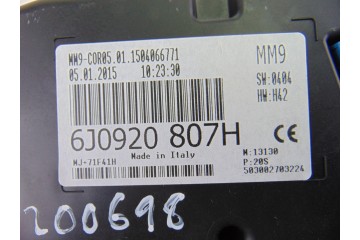 MM9-COR05.01.1504066771
05.01.2015 10:23:30
MM9
SW:0404
HW:H42
6J0920 807H
CE
Made in Italy
MJ+71F41H
M:13130
P:20S
503002703224
200698